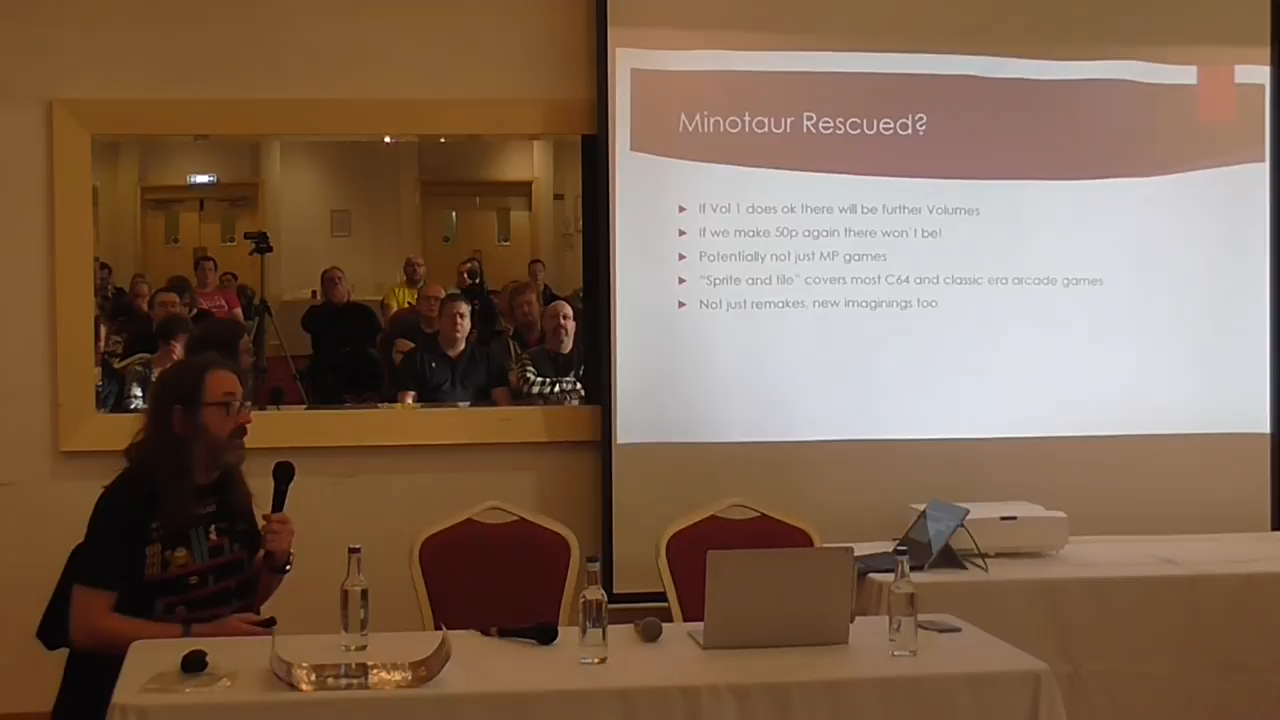 Minotaur Rescued?
If Vol 1 does ok there will be further Volumes
If we make 50p again there won't be!
Potentially not just MP games
"Sprite and tile" covers most C64 and classic era arcade games
Not just remakes, new imaginings too.